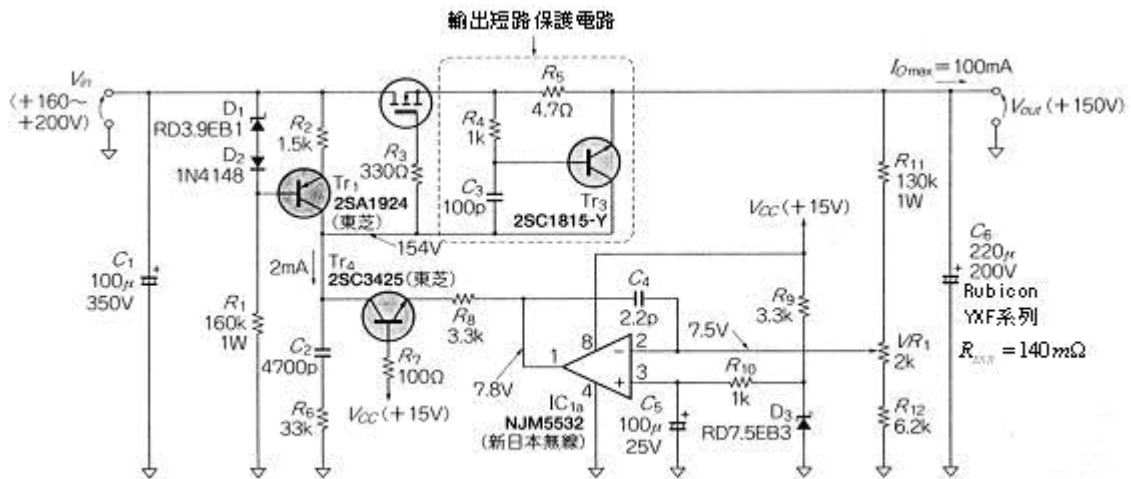 輸出短路保護電路
Vin
(+160~
+200V)
D1
RD3.9EB1
D2
1N4148
R2
1.5k
R3
330Ω
R4
1k
R5
4.7Ω
C3
100p
Tr3
2SC1815-Y
IOmax=100mA
Vout(+150V)
Tr1
2SA1924
(東芝)
154V
2mA
Tr4
2SC3425(東芝)
C1
100μ
350V
R1
160k
1W
C2
4700p
R6
33k
R7
100Ω
VCC(+15V)
R8
3.3k
7.8V
C4
2.2p
8
1
2
3
4
IC1a
NJM5532
(新日本無線)
7.5V
R10
1k
C5
100μ
25V
VCC(+15V)
R9
3.3k
D3
RD7.5EB3
R11
130k
1W
VR1
2k
R12
6.2k
C6
220μ
200V
Rubicon
YXF系列
RESR=140mΩ